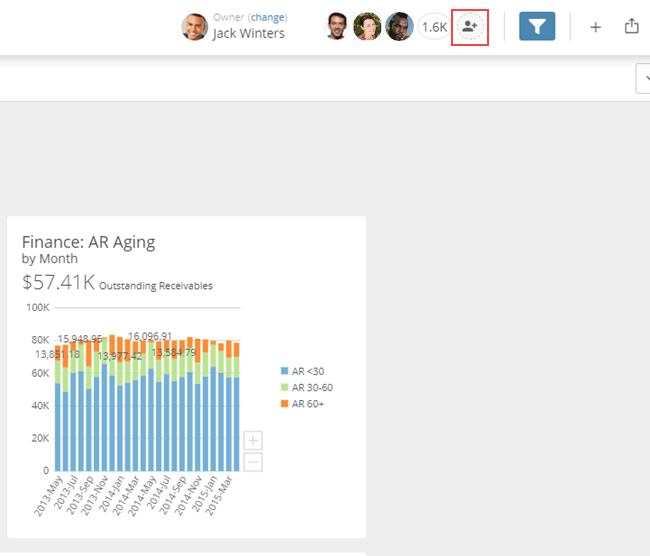 Owner (change)
Jack Winters
1.6K
Finance: AR Aging
by Month
$57.41K Outstanding Receivables
100K
80K
60K
40K
20K
0
15,948.95
16,096.91
13,851.18
13,977.42
13,584.79
AR <30
AR 30-60
AR 60+
2013-May
2013-Jul
2013-Sep
2013-Nov
2014-Jan
2014-Mar
2014-May
2014-Jul
2014-Sep
2014-Nov
2015-Jan
2015-Mar